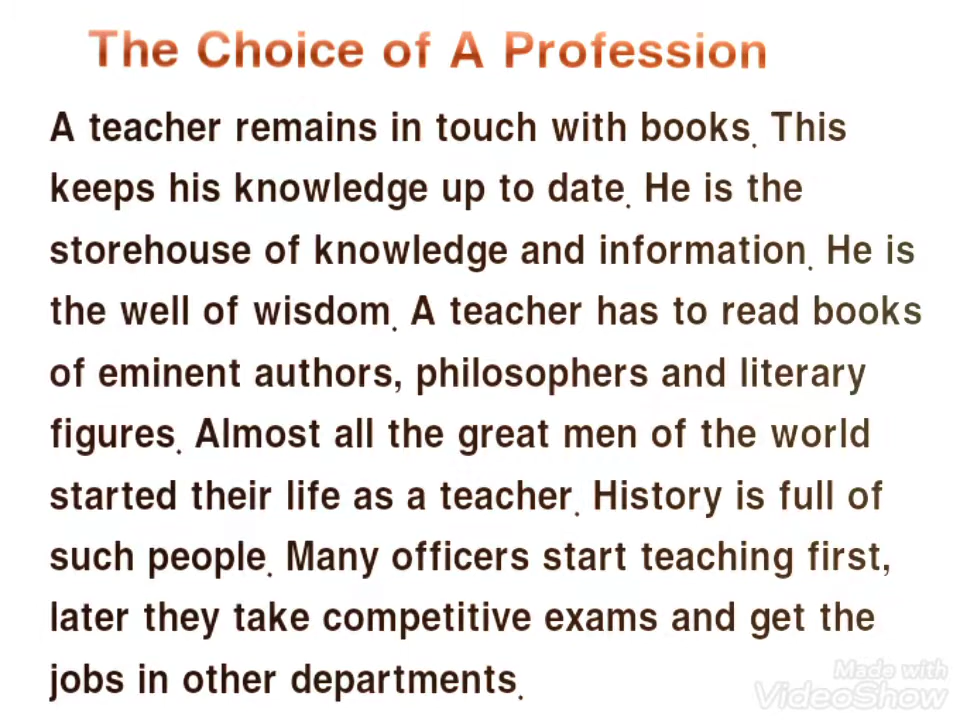 The Choice of A Profession
A teacher remains in touch with books. This
keeps his knowledge up to date. He is the
storehouse of knowledge and information. He is
the well of wisdom. A teacher has to read books
of eminent authors, philosophers and literary
figures. Almost all the great men of the world
started their life as a teacher. History is full of
such people. Many officers start teaching first,
later they take competitive exams and get the
jobs in other departments.
Made with
VideoShow